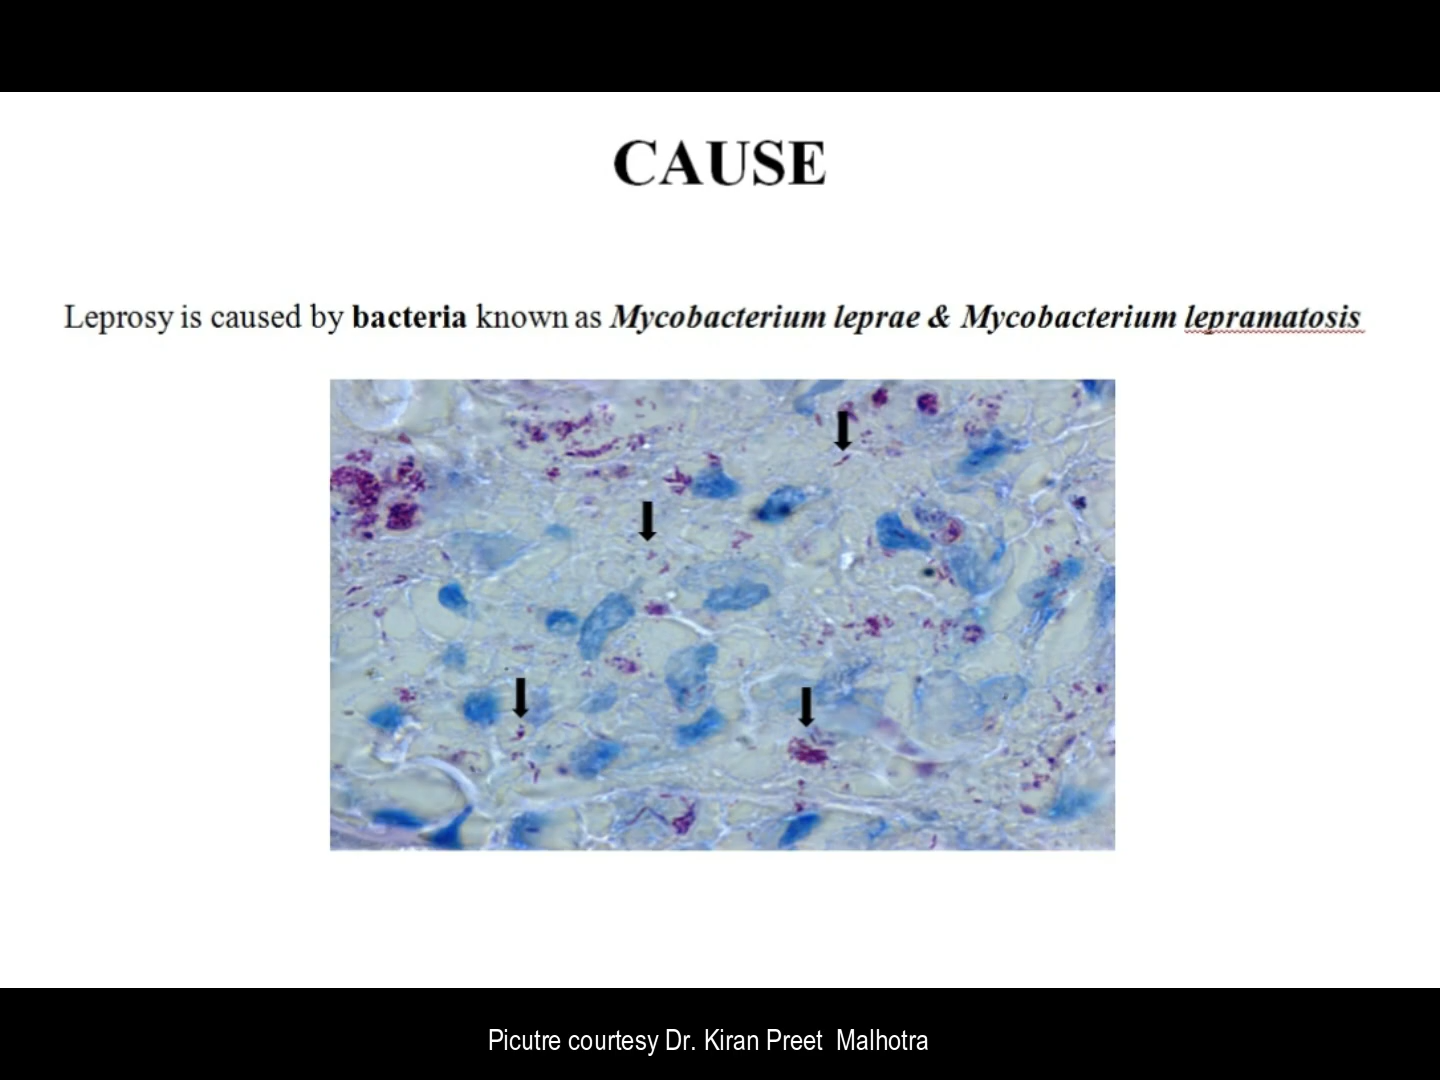 CAUSE
Leprosy is caused by bacteria known as Mycobacterium leprae & Mycobacterium lepramatosis
Picutre courtesy Dr. Kiran Preet  Malhotra